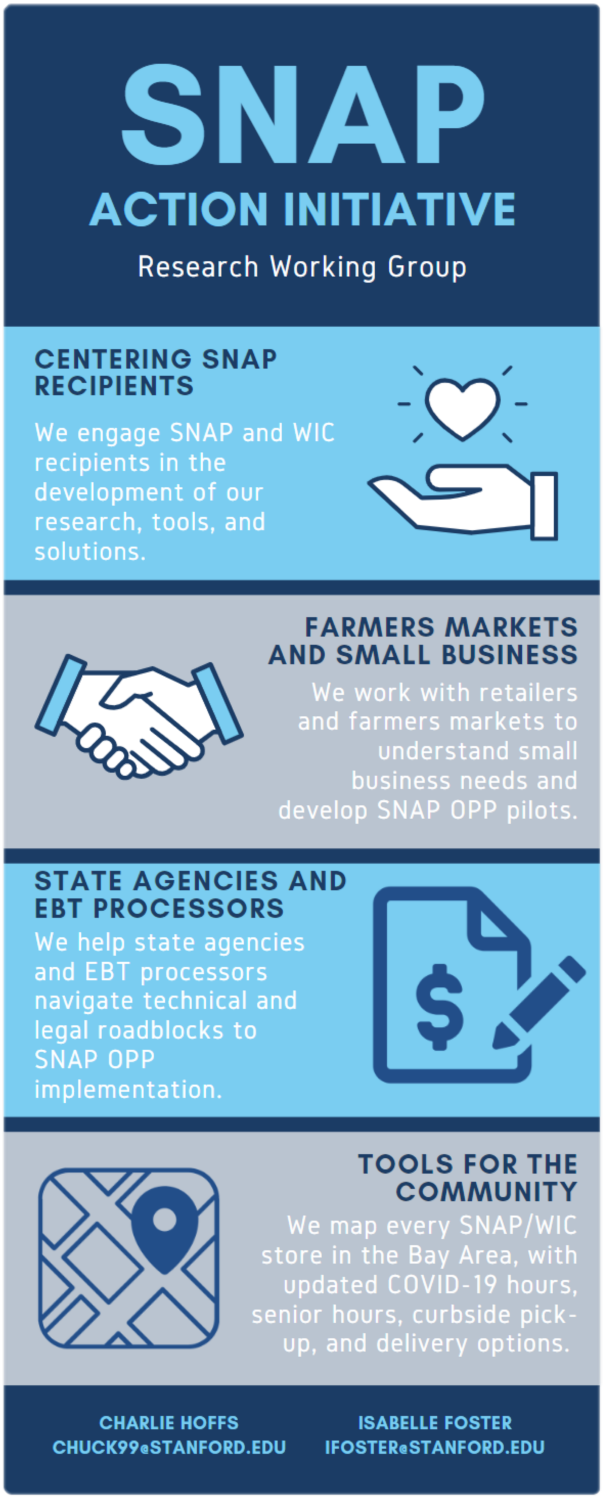 SNAP
ACTION INITIATIVE
Research Working Group
CENTERING SNAP
RECIPIENTS
We engage SNAP and WIC
recipients in the
development of our
research, tools, and
solutions.
FARMERS MARKETS
AND SMALL BUSINESS
We work with retailers
and farmers markets to
understand small
business needs and
develop SNAP OPP pilots.
STATE AGENCIES AND
EBT PROCESSORS
We help state agencies
and EBT processors
navigate technical and
legal roadblocks to
SNAP OPP
implementation.
$
TOOLS FOR THE
COMMUNITY
We map every SNAP/WIC
store in the Bay Area, with
updated COVID-19 hours,
senior hours, curbside pick-
up, and delivery options.
CHARLIE HOFFS
CHUCK99@STANFORD.EDU
ISABELLE FOSTER
IFOSTER@STANFORD.EDU